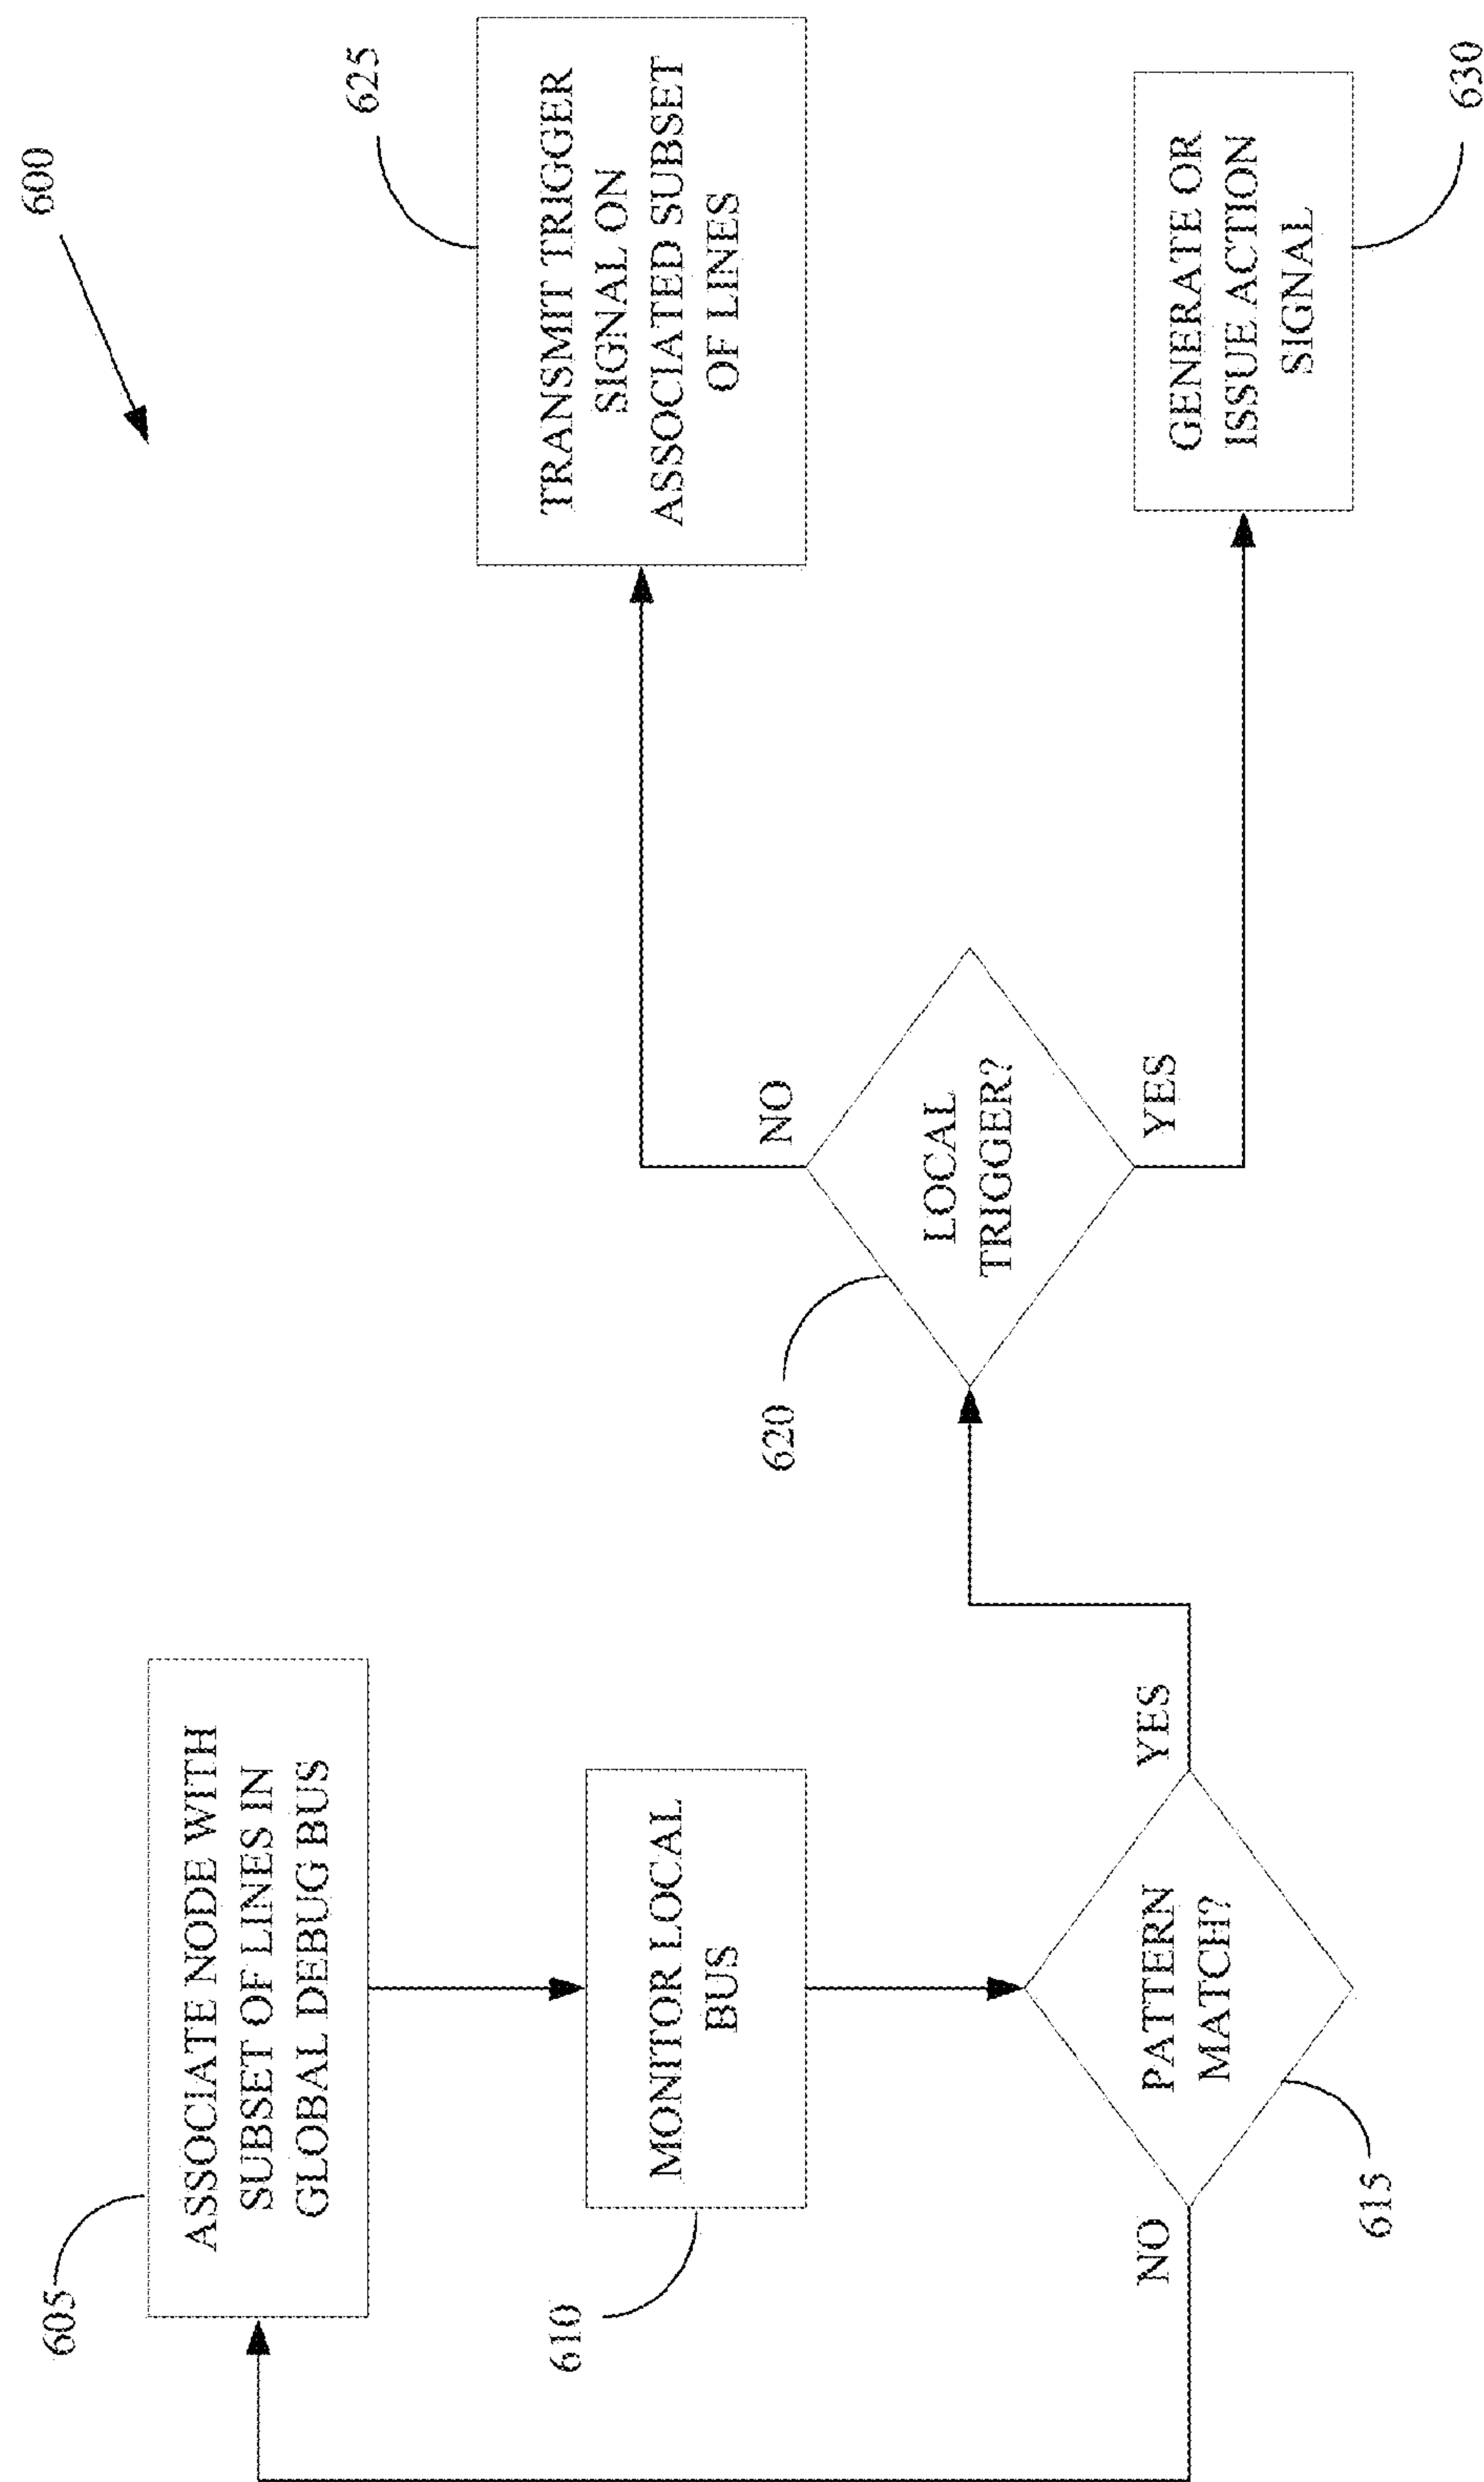 600
605
ASSOCIATE NODE WITH
SUBSET OF LINES IN
GLOBAL DEBUG BUS
610
MONITOR LOCAL
BUS
615
PATTERN
MATCH?
NO
YES
620
LOCAL
TRIGGER?
NO
YES
625
TRANSMIT TRIGGER
SIGNAL ON
ASSOCIATED SUBSET
OF LINES
630
GENERATE OR
ISSUE ACTION
SIGNAL